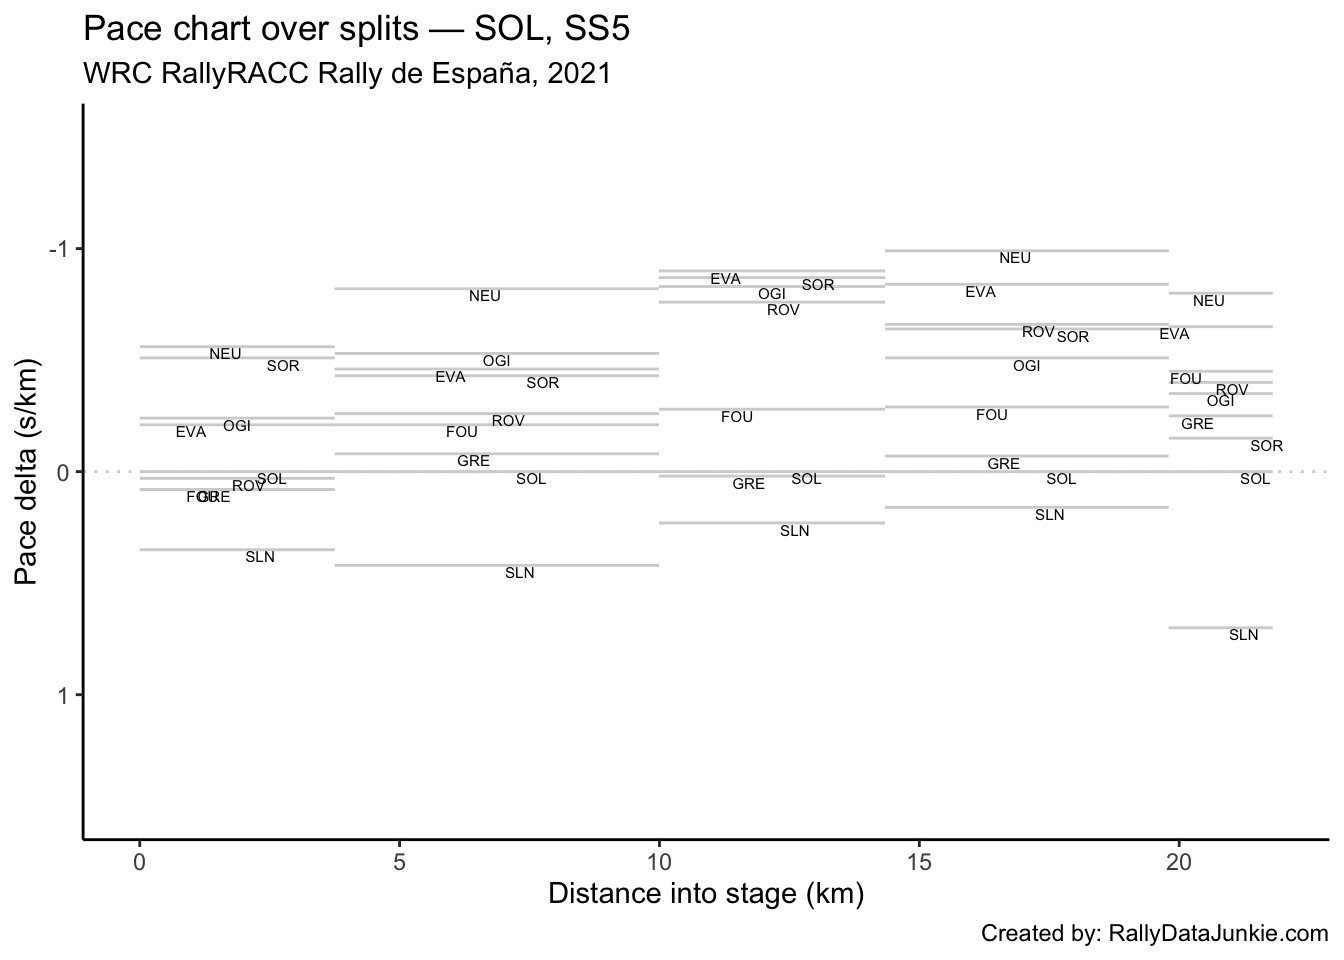 Pace chart over splits — SOL, SS5
WRC RallyRACC Rally de España, 2021
Pace delta (s/km)
-1
0
1
NEU
SOR
OGI
EVA
SOL
ROV
FOU
GRE
SLN
NEU
OGI
EVA
SOR
ROV
FOU
GRE
SOL
SLN
EVA
SOR
OGI
ROV
FOU
SOL
GRE
SLN
NEU
EVA
ROV
SOR
OGI
FOU
GRE
SOL
SLN
NEU
EVA
FOU
ROV
OGI
GRE
SOR
SOL
SLN
0 5 10 15 20
Distance into stage (km)
Created by: RallyDataJunkie.com